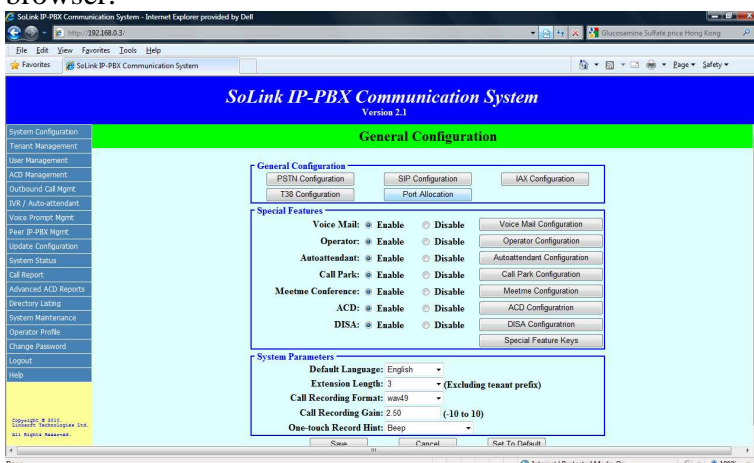 browser.
SoLink IP-PBX Communication System - Internet Explorer provided by Dell
http://192.168.0.3/
Glucosamine Sulfate price Hong Kong
File Edit View Favorites Tools Help
Favorites SoLink IP-PBX Communication System Page Safety
SoLink IP-PBX Communication System
Version 2.1
General Configuration
System Configuration
Tenant Management
User Management
ACD Management
Outbound Call Mgmt
IVR / Auto-attendant
Voice Prompt Mgmt
Peer IP-PBX Mgmt
Update Configuration
System Status
Call Report
Advanced ACD Reports
Directory Listing
System Maintenance
Operator Profile
Change Password
Logout
Help
Linksoft Technologies Ltd.
All Rights Reserved.
General Configuration
PSTN Configuration SIP Configuration IAX Configuration
T38 Configuration Port Allocation
Special Features
Voice Mail: Enable Disable Voice Mail Configuration
Operator: Enable Disable Operator Configuration
Autoattendant: Enable Disable Autoattendant Configuration
Call Park: Enable Disable Call Park Configuration
Meetme Conference: Enable Disable Meetme Configuration
ACD: Enable Disable ACD Configuratrion
DISA: Enable Disable DISA Configuratrion
Special Feature Keys
System Parameters
Default Language: English
Extension Length: 3 (Excluding tenant prefix)
Call Recording Format: wav49
Call Recording Gain: 2.50 (-10 to 10)
One-touch Record Hint: Beep
Save Cancel Set To Default